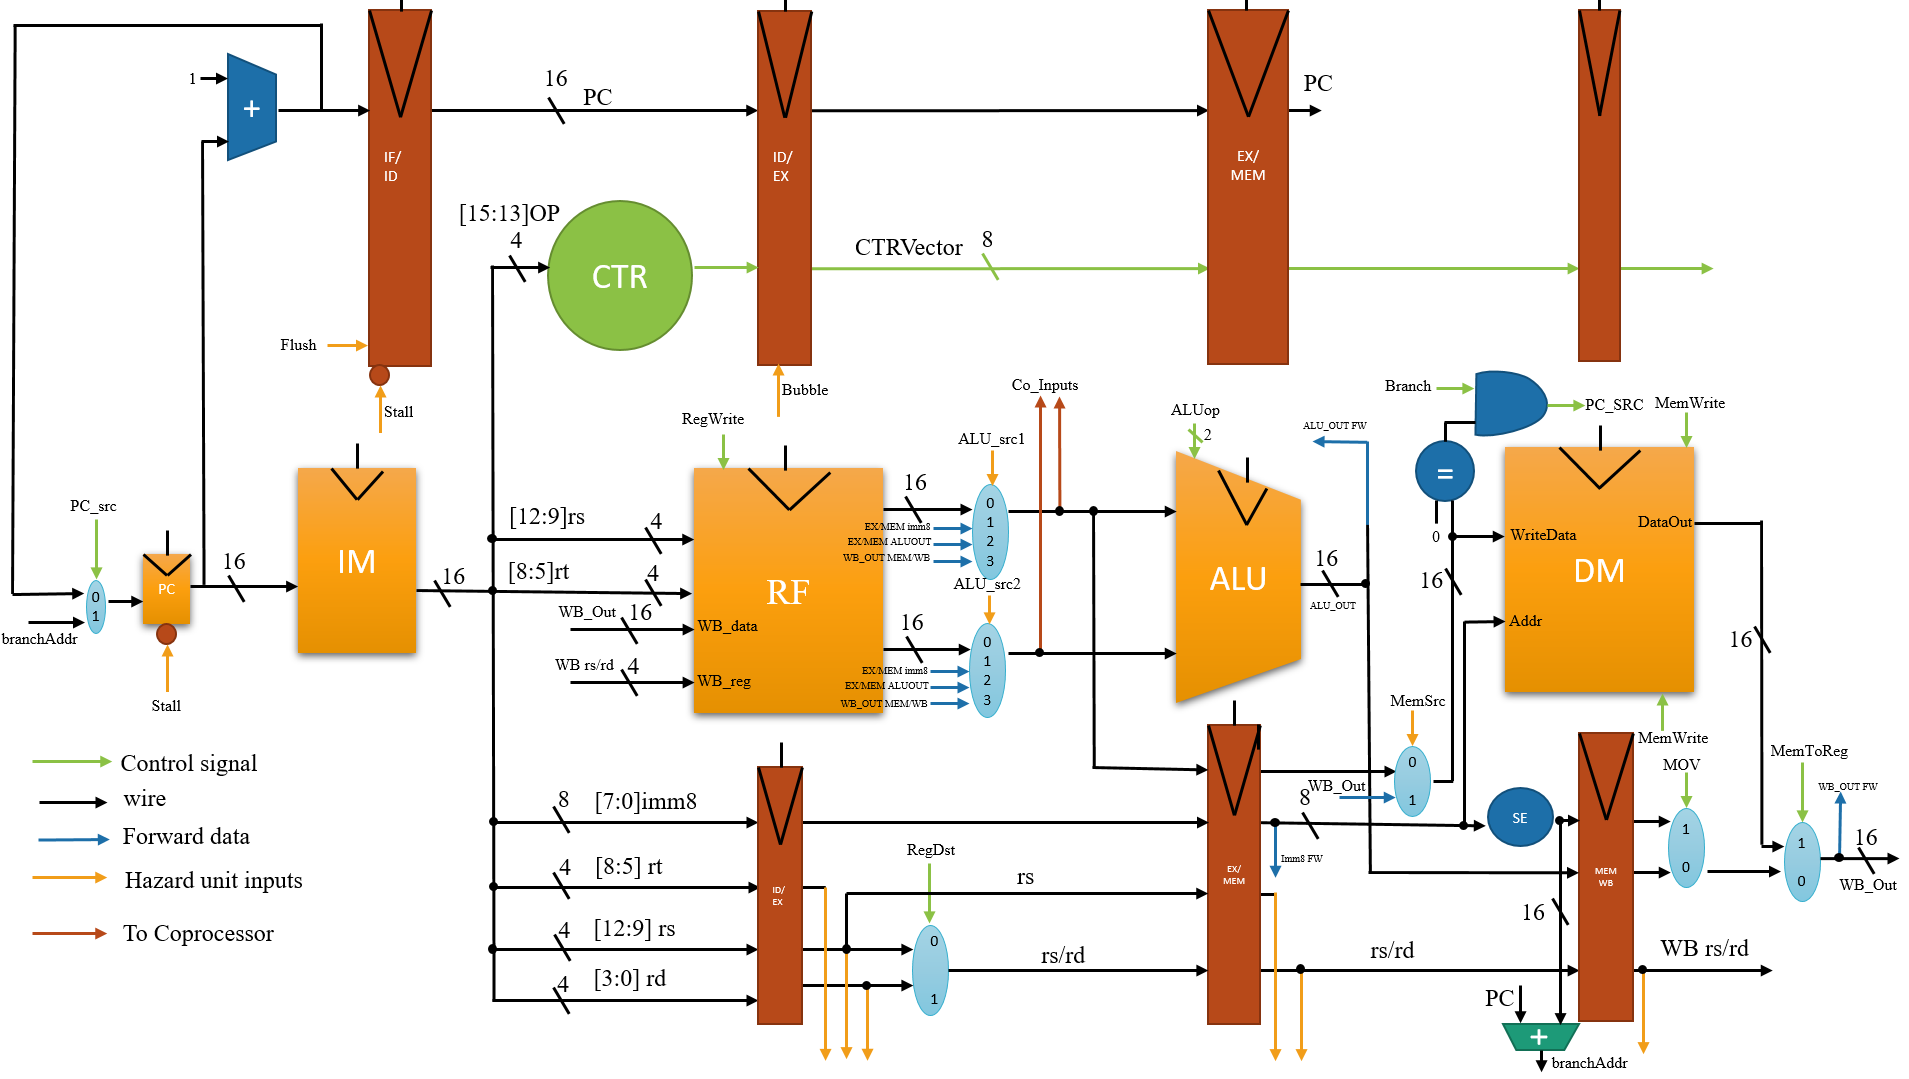 1
+
IF/
ID
16
PC
ID/
EX
EX/
MEM
PC
[15:13]OP
4
CTR
CTRVector
8
Flush
Stall
Bubble
RegWrite
Co_Inputs
ALU_src1
ALUop
2
ALU_OUT FW
Branch
PC_SRC
MemWrite
=
0
PC_src
0
1
branchAddr
PC
Stall
16
IM
16
[12:9]rs
4
[8:5]rt
4
WB_Out
16
WB_data
WB rs/rd
4
WB_reg
RF
16
EX/MEM imm8
EX/MEM ALUOUT
WB_OUT MEM/WB
0
1
2
3
ALU_src2
16
EX/MEM imm8
EX/MEM ALUOUT
WB_OUT MEM/WB
0
1
2
3
ALU
16
ALU_OUT
16
WriteData
Addr
DataOut
DM
16
MemWrite
MemSrc
0
1
WB_Out
Control signal
wire
Forward data
Hazard unit inputs
To Coprocessor
8
[7:0]imm8
4
[8:5] rt
4
[12:9] rs
4
[3:0] rd
ID/
EX
RegDst
0
1
rs
rs/rd
EX/
MEM
8
Imm8 FW
SE
16
rs/rd
MEM
WB
MOV
1
0
MemToReg
1
0
WB_OUT FW
16
WB_Out
WB rs/rd
PC
+
branchAddr